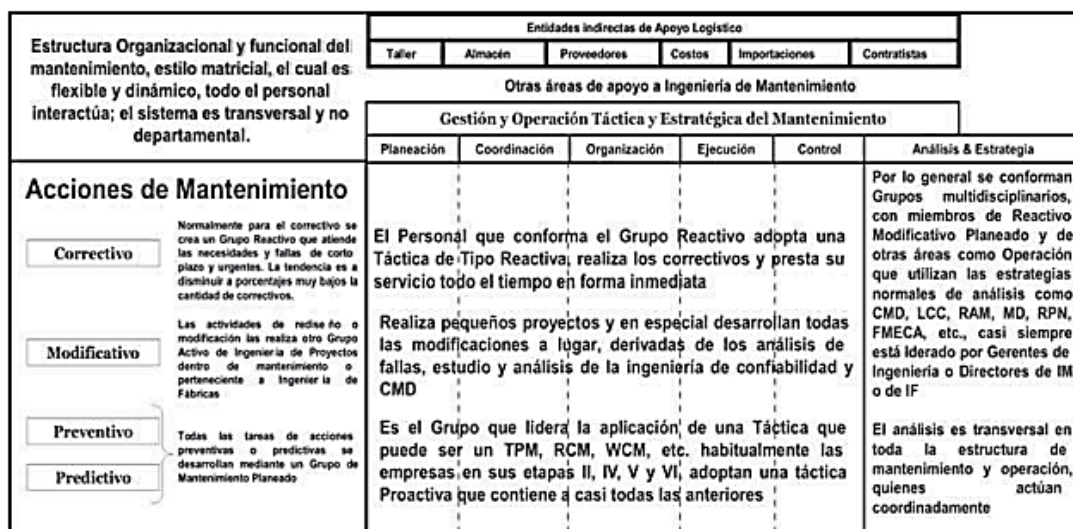 Estructura Organizacional y funcional del
mantenimiento, estilo matricial, el cual es
flexible y dinámico, todo el personal
interactúa; el sistema es transversal y no
departamental.
Entidades indirectas de Apoyo Logístico
Taller Almacén Proveedores Costos Importaciones Contratistas
Otras áreas de apoyo a Ingeniería de Mantenimiento
Gestión y Operación Táctica y Estratégica del Mantenimiento
Planeación Coordinación Organización Ejecución Control Análisis & Estrategia
Acciones de Mantenimiento
Correctivo
Normalmente para el correctivo se
crea un Grupo Reactivo que atiende
las necesidades y fallas de corto
plazo y urgentes. La tendencia es a
disminuir a porcentajes muy bajos la
cantidad de correctivos.
El Personal que conforma el Grupo Reactivo adopta una
Táctica de Tipo Reactiva, realiza los correctivos y presta su
servicio todo el tiempo en forma inmediata
Modificativo
Las actividades de rediseño o
modificación las realiza otro Grupo
Activo de Ingeniería de Proyectos
dentro de mantenimiento o
perteneciente a Ingeniería de
Fábricas
Realiza pequeños proyectos y en especial desarrollan todas
las modificaciones a lugar, derivadas de los análisis de
fallas, estudio y análisis de la ingeniería de confiabilidad y
CMD
Preventivo
Predictivo
Todas las tareas de acciones
preventivas o predictivas se
desarrollan mediante un Grupo de
Mantenimiento Planeado
Es el Grupo que lidera la aplicación de una Táctica que
puede ser un TPM, RCM, WCM, etc. habitualmente las
empresas en sus etapas II, IV, V y VI, adoptan una táctica
Proactiva que contiene a casi todas las anteriores
Por lo general se conforman
Grupos multidisciplinarios,
con miembros de Reactivo
Modificativo Planeado y de
otras áreas como Operación
que utilizan las estrategias
normales de análisis como
CMD, LCC, RAM, MD, RPN,
FMECA, etc., casi siempre
está liderado por Gerentes de
Ingeniería o Directores de IM
o de IF
El análisis es transversal en
toda la estructura de
mantenimiento y operación,
quienes actúan
coordinadamente